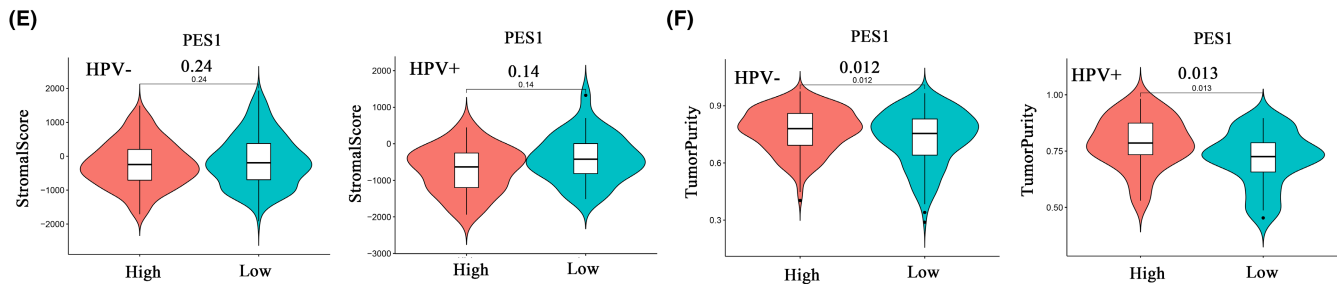 (E)
PES1
HPV-
0.24
0.24
StromalScore
2000
1000
0
−1000
−2000
High
Low
PES1
HPV+
0.14
0.14
StromalScore
2000
1000
0
−1000
−2000
−3000
High
Low
(F)
PES1
HPV-
0.012
0.012
TumorPurity
0.9
0.6
0.3
High
Low
PES1
HPV+
0.013
0.013
TumorPurity
1.00
0.75
0.50
High
Low